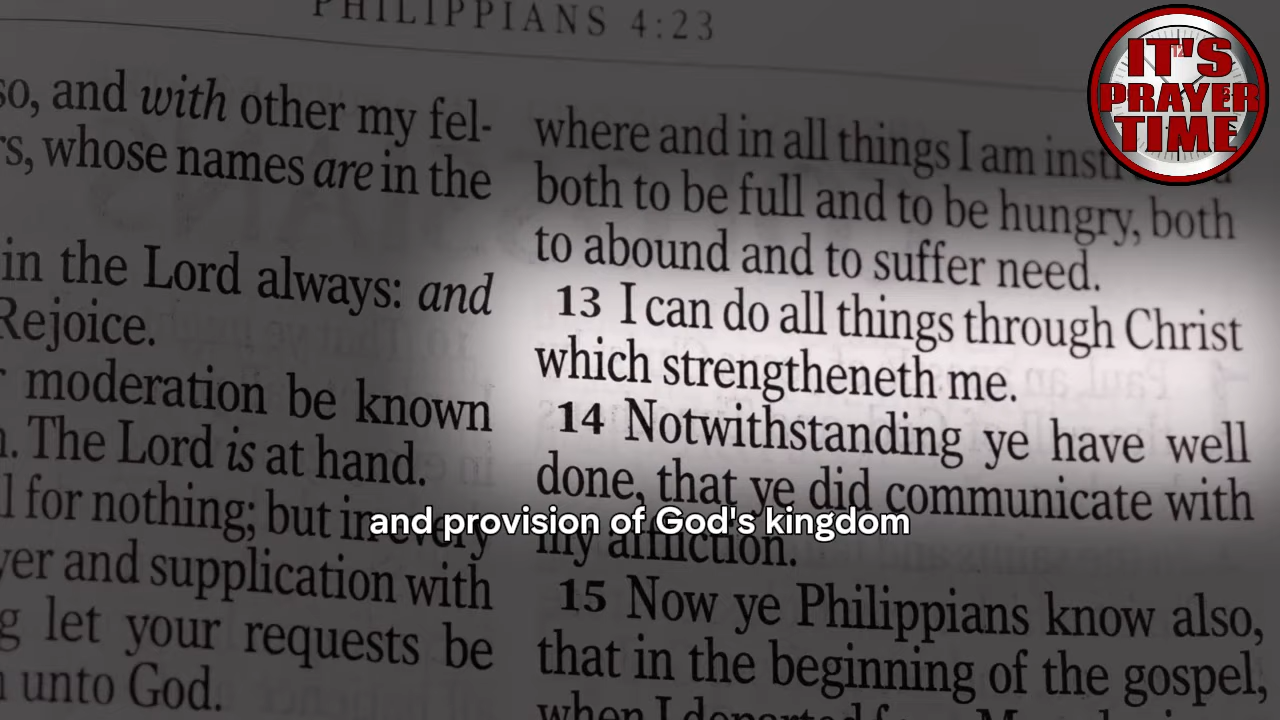 PHILIPPIANS 4:23
so, and with other my fel-
whose names are in the
in the Lord always: and
Rejoice.
moderation be known
The Lord is at hand.
for nothing; but in every
and supplication with
let your requests be
unto God.
where and in all things I am
both to be full and to be hungry, both
to abound and to suffer need.
13 I can do all things through Christ
which strengtheneth me.
14 Notwithstanding ye have well
done, that ye did communicate with
my affliction.
15 Now ye Philippians know also,
that in the beginning of the gospel,
when I departed from
and provision of God's kingdom
IT'S
PRAYER
TIME